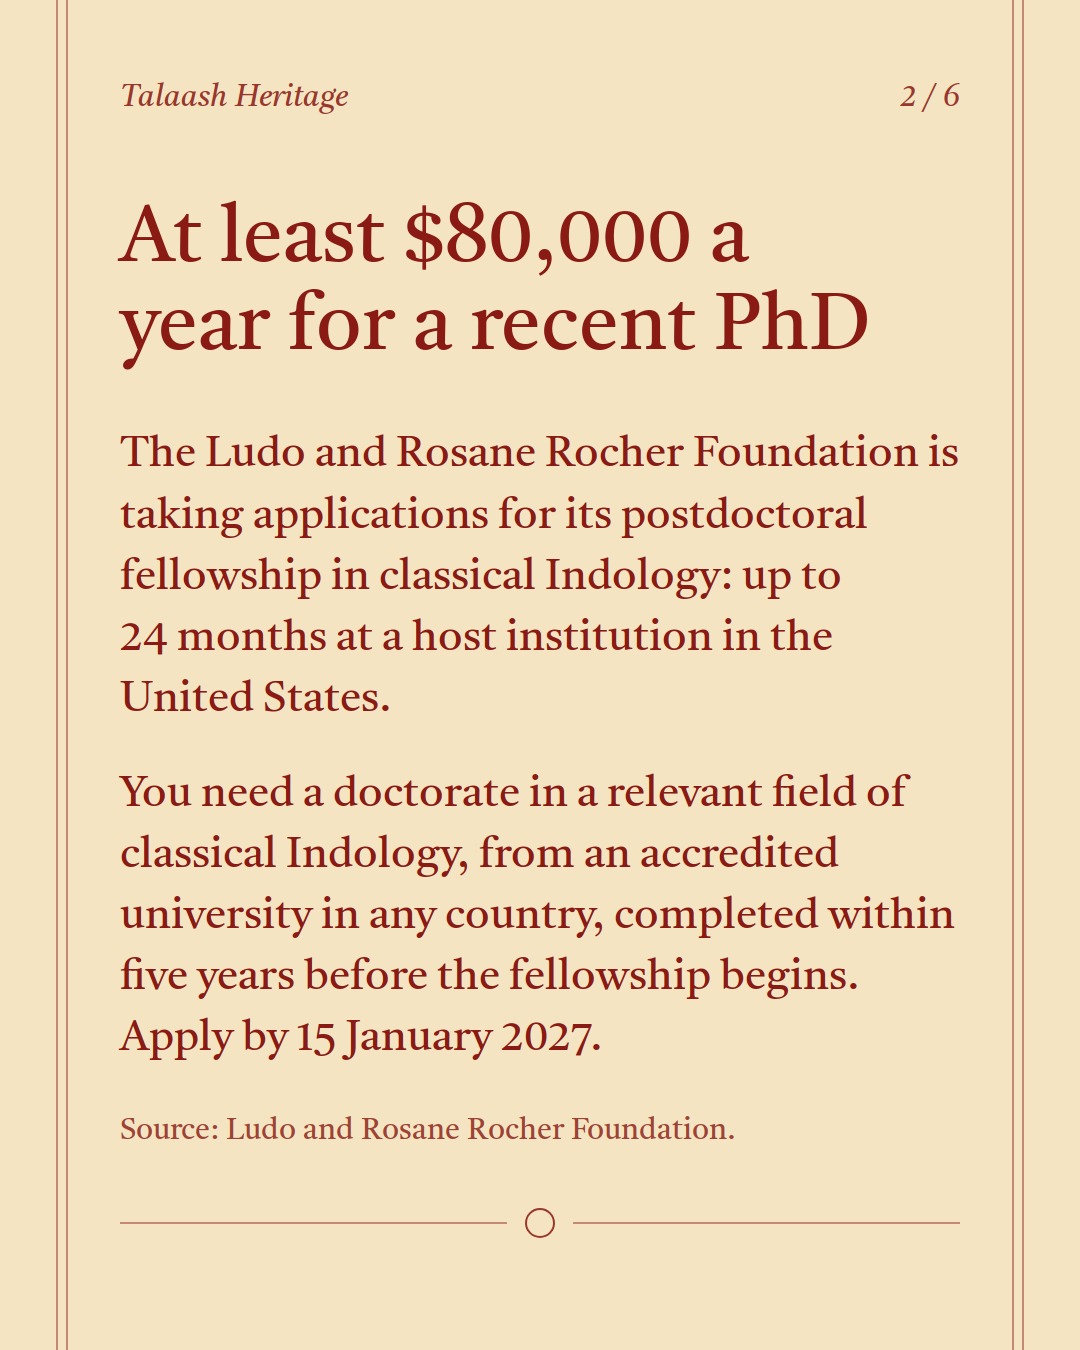 Talaash Heritage
2 / 6
At least $80,000 a
year for a recent PhD
The Ludo and Rosane Rocher Foundation is
taking applications for its postdoctoral
fellowship in classical Indology: up to
24 months at a host institution in the
United States.
You need a doctorate in a relevant field of
classical Indology, from an accredited
university in any country, completed within
five years before the fellowship begins.
Apply by 15 January 2027.
Source: Ludo and Rosane Rocher Foundation.